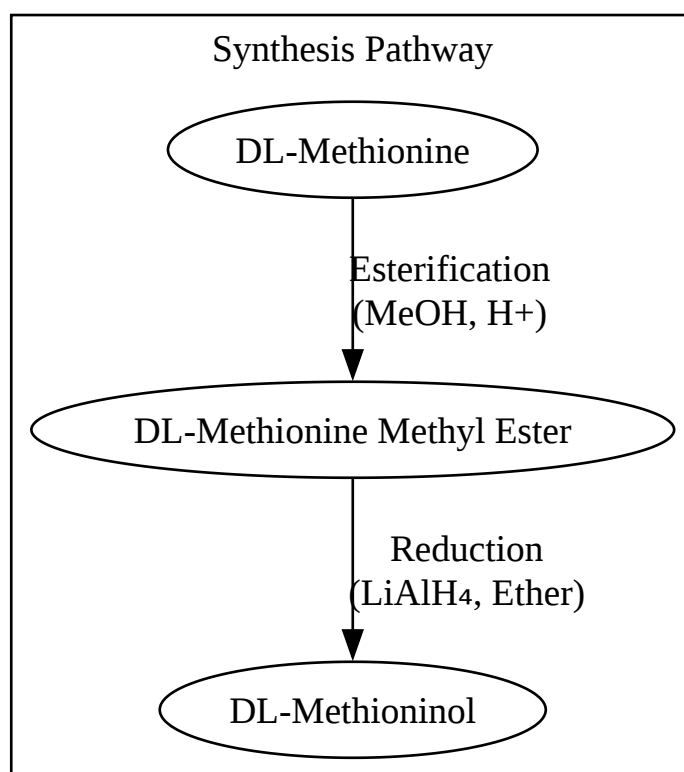 Synthesis Pathway
DL-Methionine
Esterification
(MeOH, H+)
DL-Methionine Methyl Ester
Reduction
(LiAlH₄, Ether)
DL-Methioninol